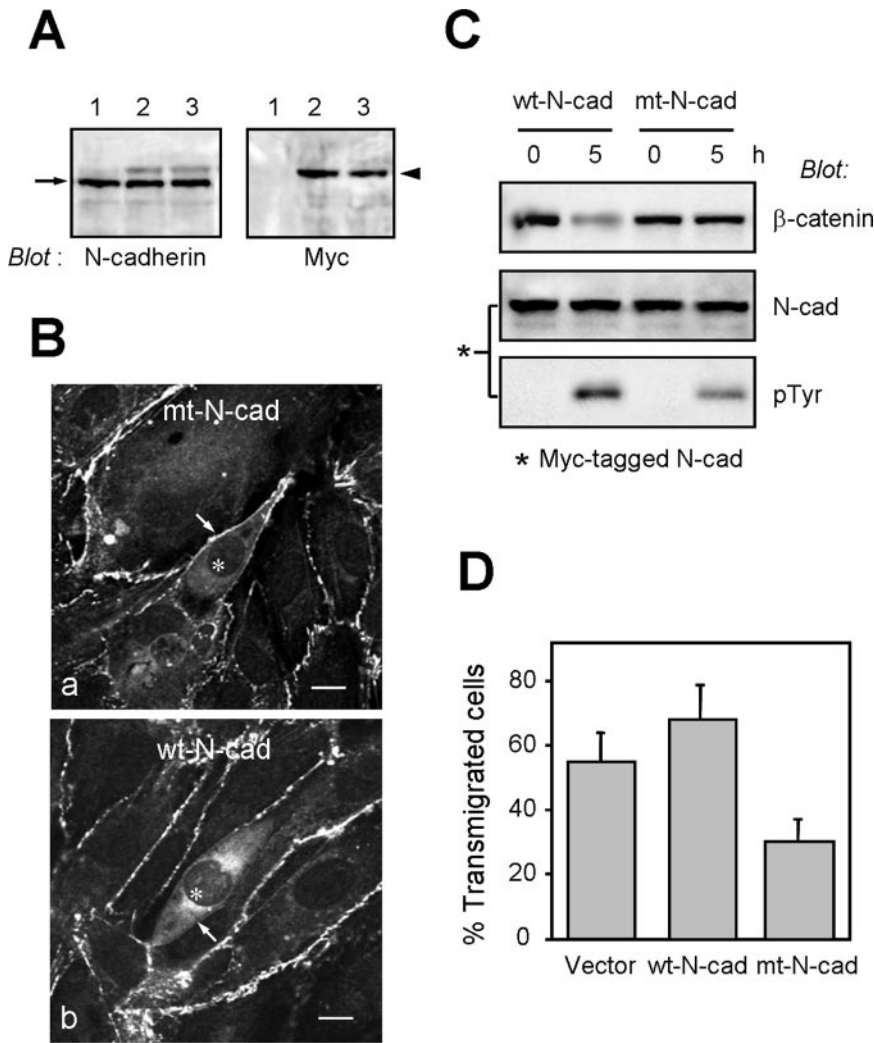 A
1 2 3 1 2 3
Blot : N-cadherin Myc
B
mt-N-cad
*
a
wt-N-cad
*
b
C
wt-N-cad mt-N-cad
0 5 0 5 h
Blot:
β-catenin
N-cad
*
pTyr
* Myc-tagged N-cad
D
% Transmigrated cells
80
60
40
20
0
Vector wt-N-cad mt-N-cad